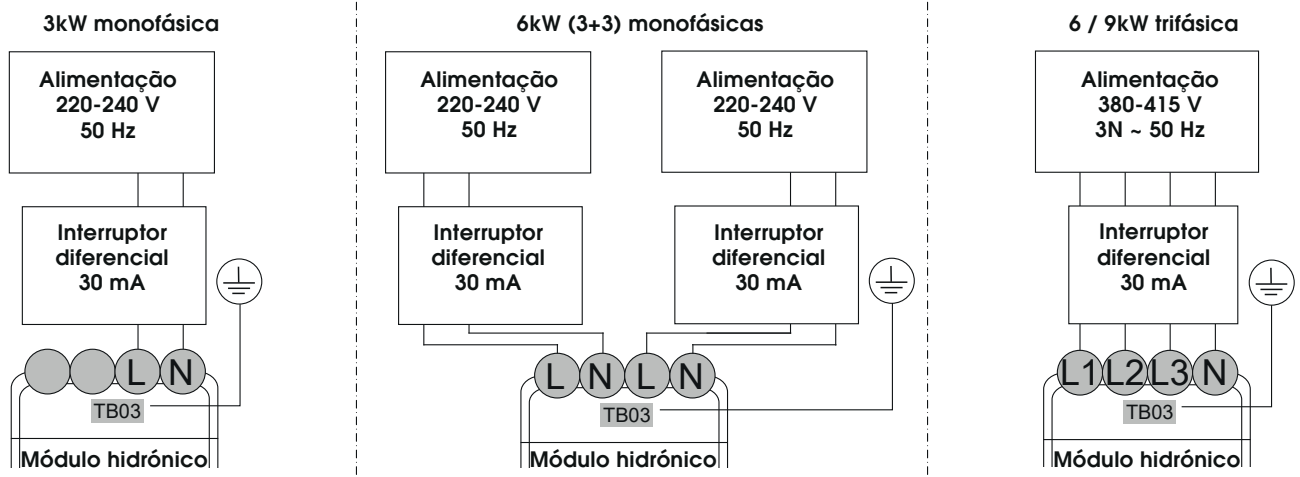 3kW monofásica
Alimentação
220-240 V
50 Hz
Interruptor
diferencial
30 mA
L N
TB03
Módulo hidrónico
6kW (3+3) monofásicas
Alimentação
220-240 V
50 Hz
Alimentação
220-240 V
50 Hz
Interruptor
diferencial
30 mA
Interruptor
diferencial
30 mA
L N L N
TB03
Módulo hidrónico
6 / 9kW trifásica
Alimentação
380-415 V
3N ~ 50 Hz
Interruptor
diferencial
30 mA
L1 L2 L3 N
TB03
Módulo hidrónico